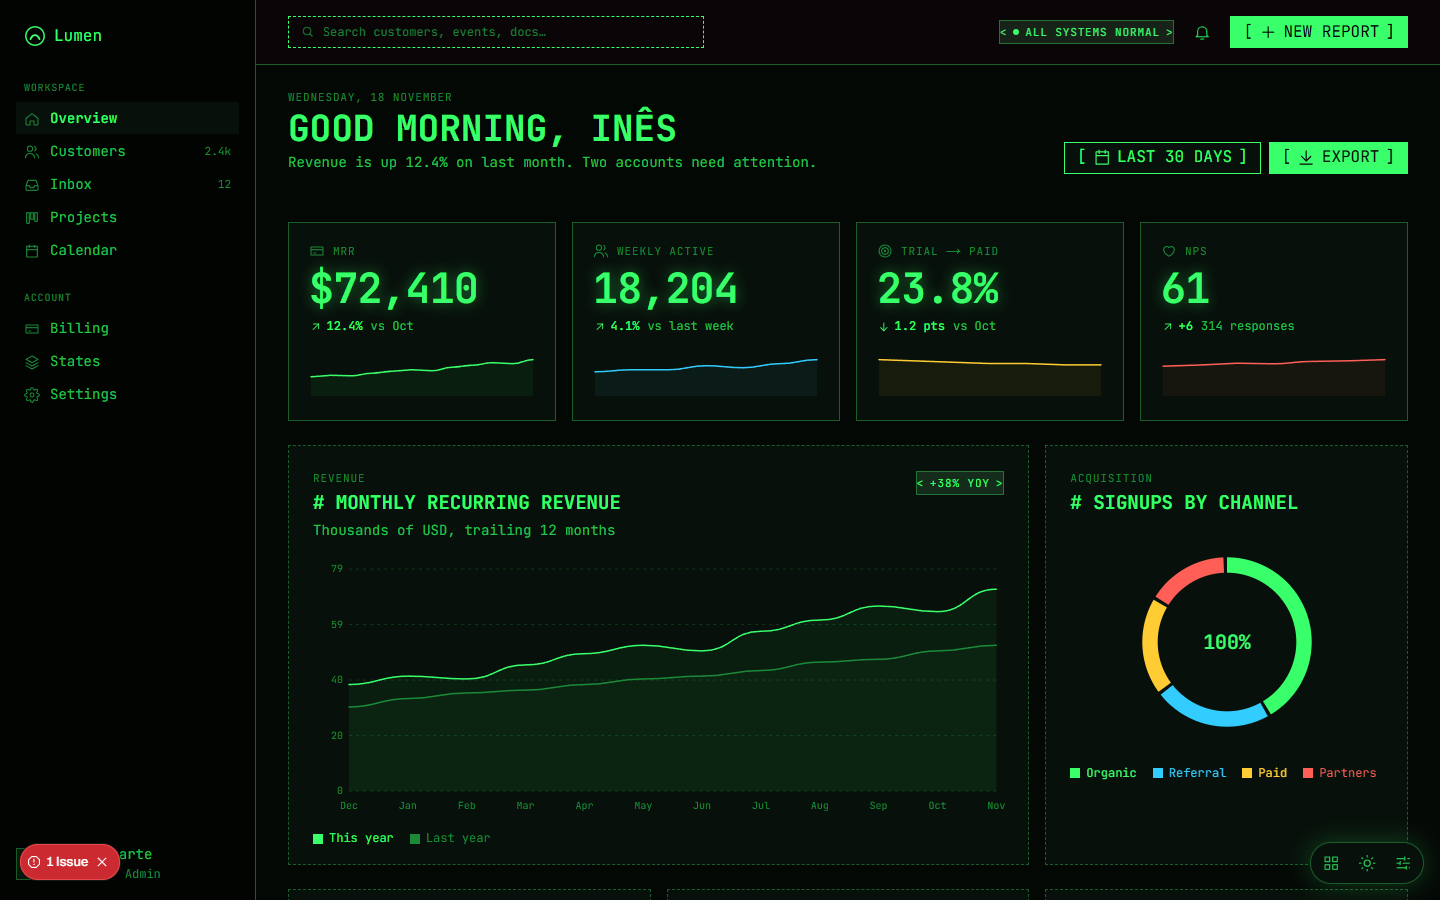 Lumen
WORKSPACE
Overview
Customers 2.4k
Inbox 12
Projects
Calendar
ACCOUNT
Billing
States
Settings
arte
Admin
1 Issue
Search customers, events, docs…
< ALL SYSTEMS NORMAL >
[ + NEW REPORT ]
WEDNESDAY, 18 NOVEMBER
GOOD MORNING, INÊS
Revenue is up 12.4% on last month. Two accounts need attention.
[ LAST 30 DAYS ]
[ EXPORT ]
MRR
$72,410
12.4% vs Oct
WEEKLY ACTIVE
18,204
4.1% vs last week
TRIAL → PAID
23.8%
↓ 1.2 pts vs Oct
NPS
61
+6 314 responses
REVENUE
# MONTHLY RECURRING REVENUE
Thousands of USD, trailing 12 months
< +38% YOY >
79
59
40
20
0
Dec Jan Feb Mar Apr May Jun Jul Aug Sep Oct Nov
This year Last year
ACQUISITION
# SIGNUPS BY CHANNEL
100%
Organic Referral Paid Partners